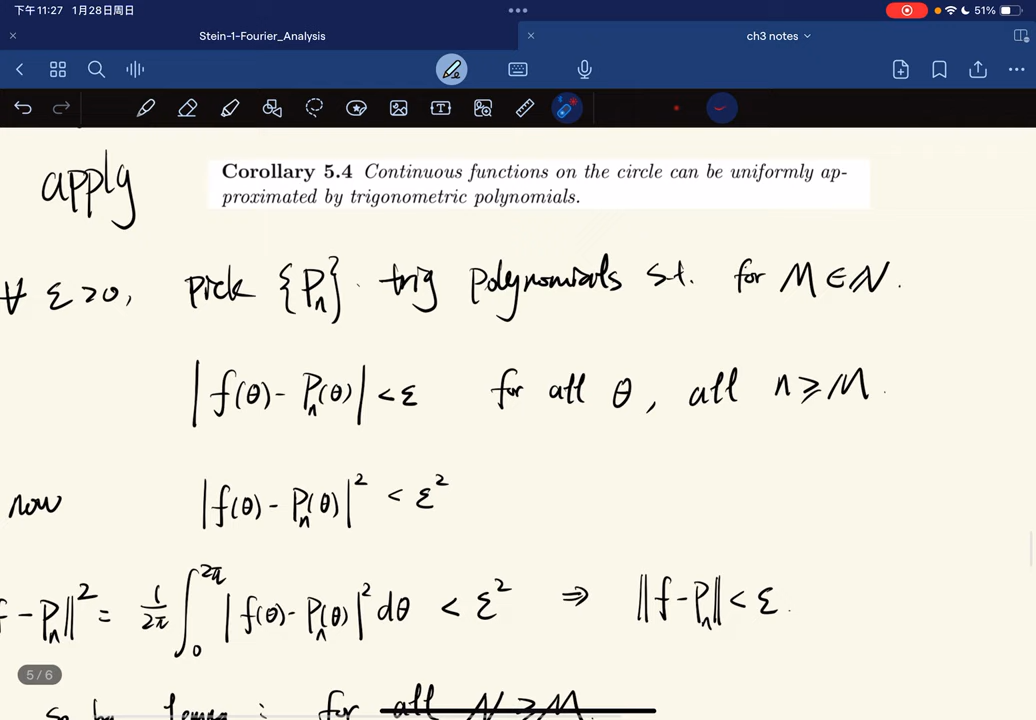 下午11:27 1月28日周日
51%
Stein-1-Fourier_Analysis
ch3 notes
apply
Corollary 5.4 Continuous functions on the circle can be uniformly ap-
proximated by trigonometric polynomials.
∀ ε>0, pick {Pₙ} trig polynomials s.t. for M∈ℕ.
|f(θ) - Pₙ(θ)| < ε for all θ, all n ≥ M.
now |f(θ) - Pₙ(θ)|² < ε²
f - Pₙ‖² = 1/2π ∫₀^2π |f(θ) - Pₙ(θ)|² dθ < ε² ⇒ ‖f - Pₙ‖ < ε.
5 / 6
so by : for all N ≥ M.